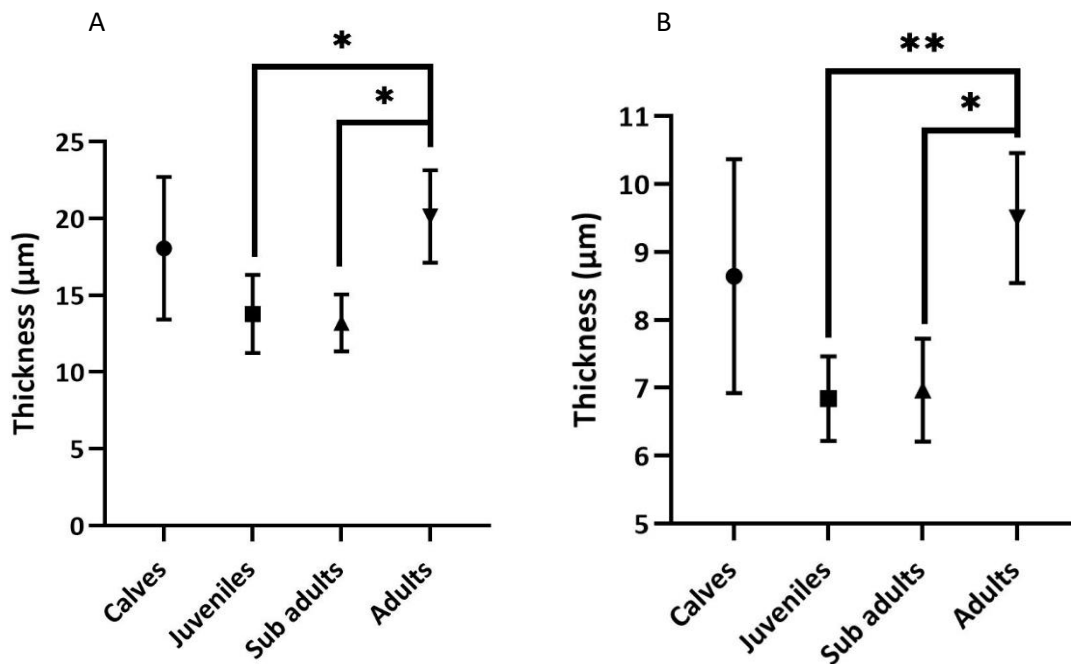 A
*
*
Thickness (µm)
25
20
15
10
5
0
Calves
Juveniles
Sub adults
Adults
B
**
*
Thickness (µm)
11
10
9
8
7
6
5
Calves
Juveniles
Sub adults
Adults